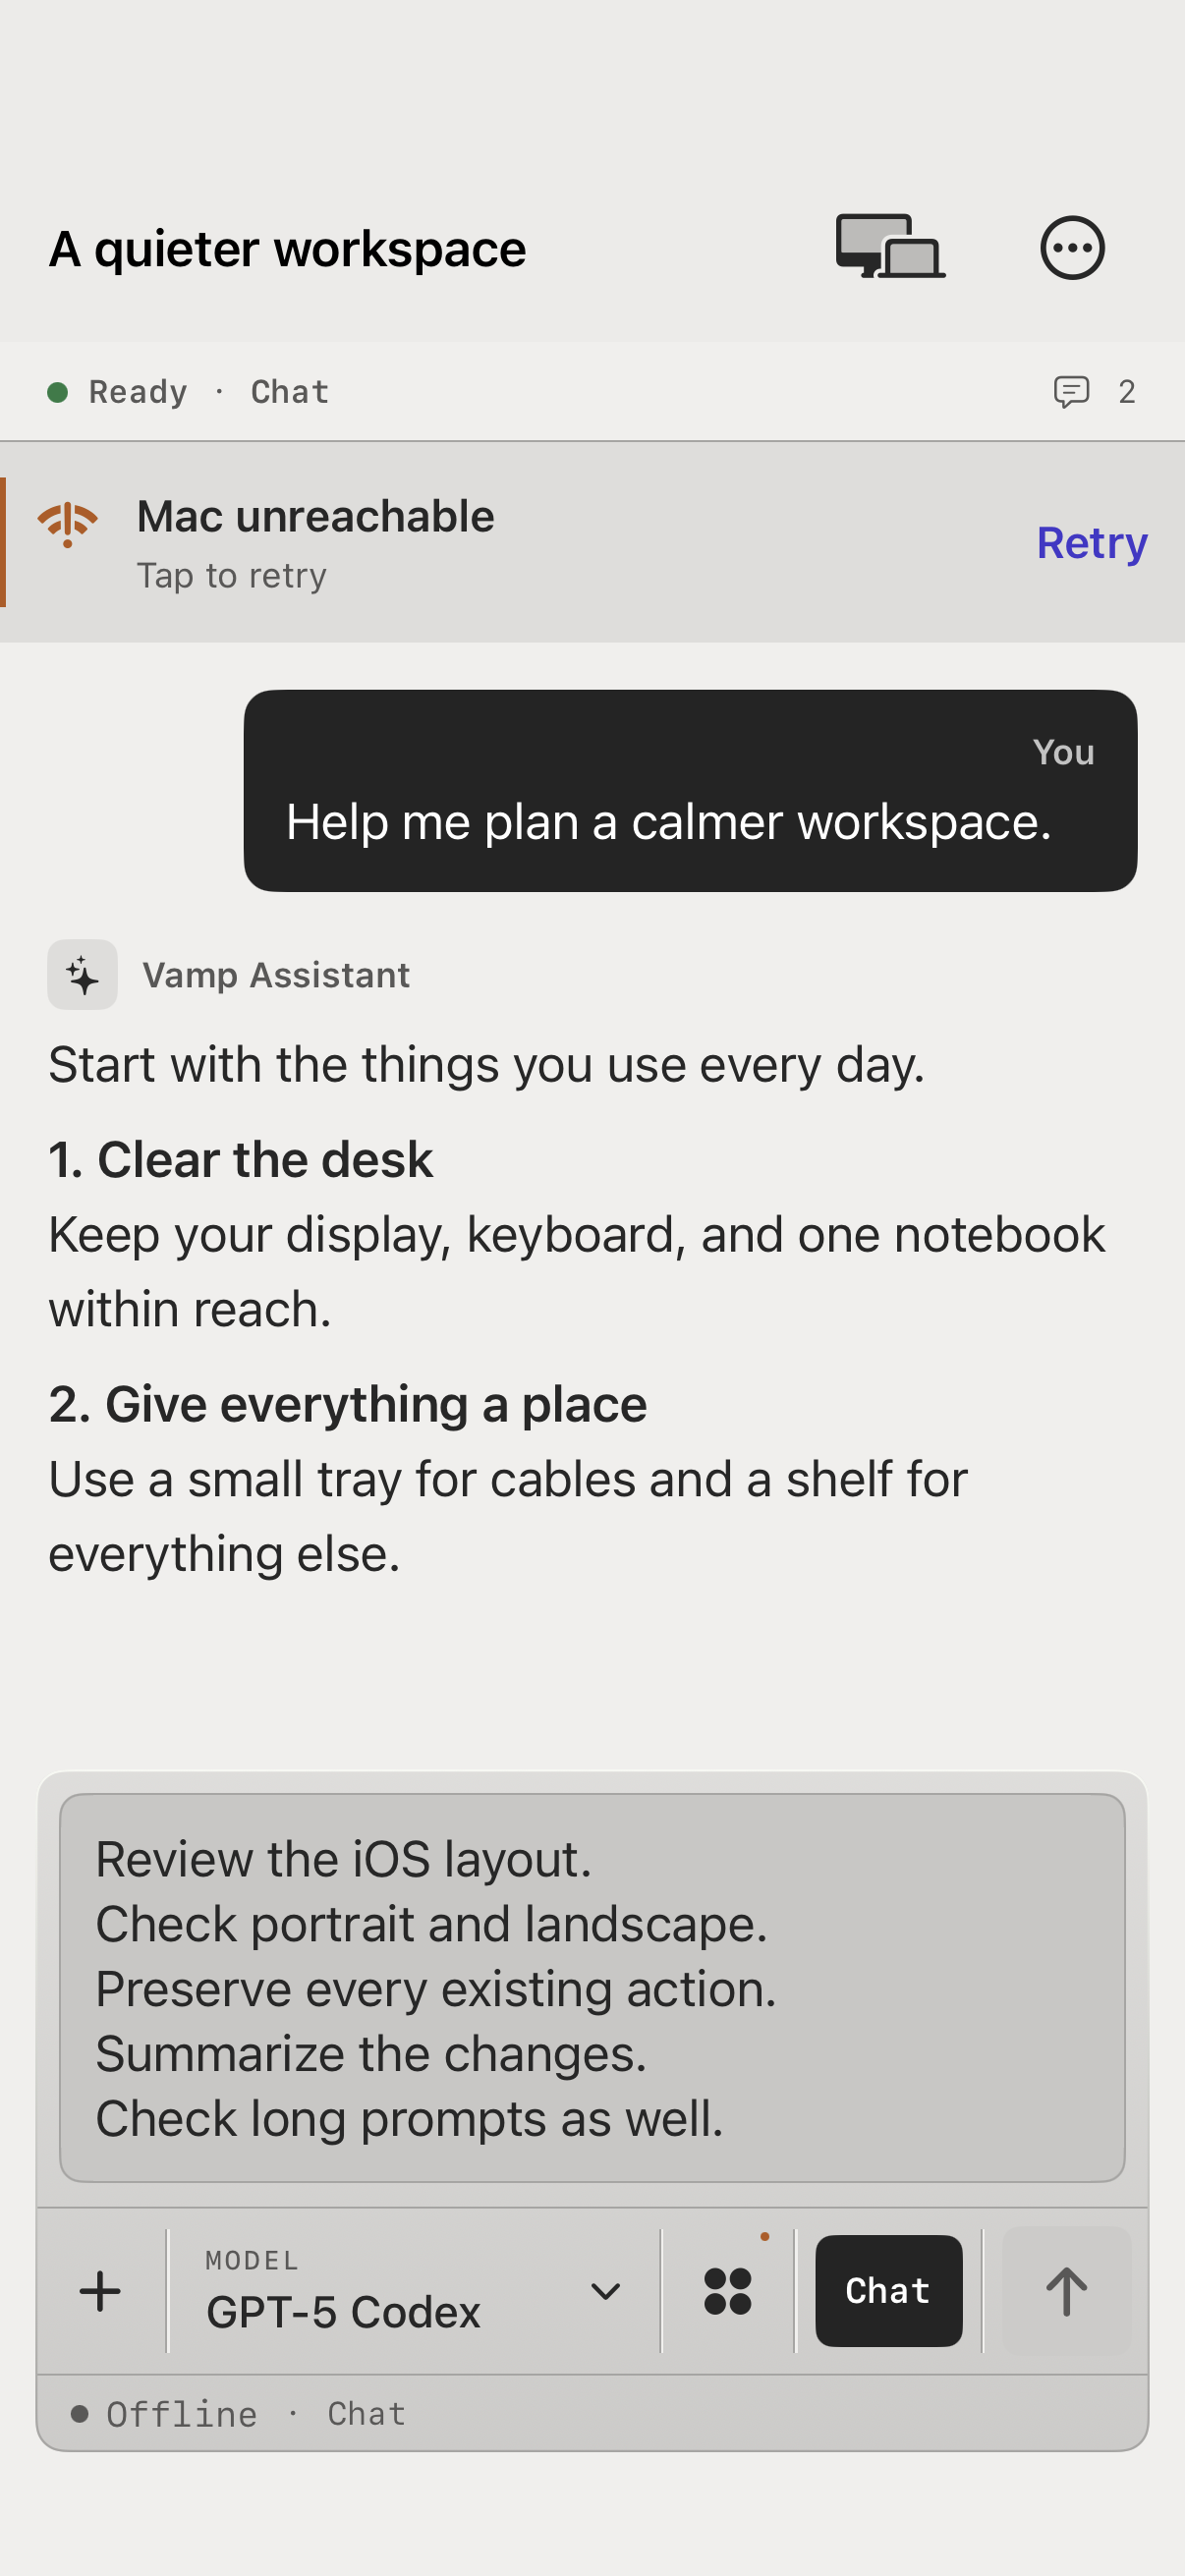 A quieter workspace
Ready · Chat
2
Mac unreachable
Tap to retry
Retry
You
Help me plan a calmer workspace.
Vamp Assistant
Start with the things you use every day.
1. Clear the desk
Keep your display, keyboard, and one notebook
within reach.
2. Give everything a place
Use a small tray for cables and a shelf for
everything else.
Review the iOS layout.
Check portrait and landscape.
Preserve every existing action.
Summarize the changes.
Check long prompts as well.
MODEL
GPT-5 Codex
Chat
Offline · Chat